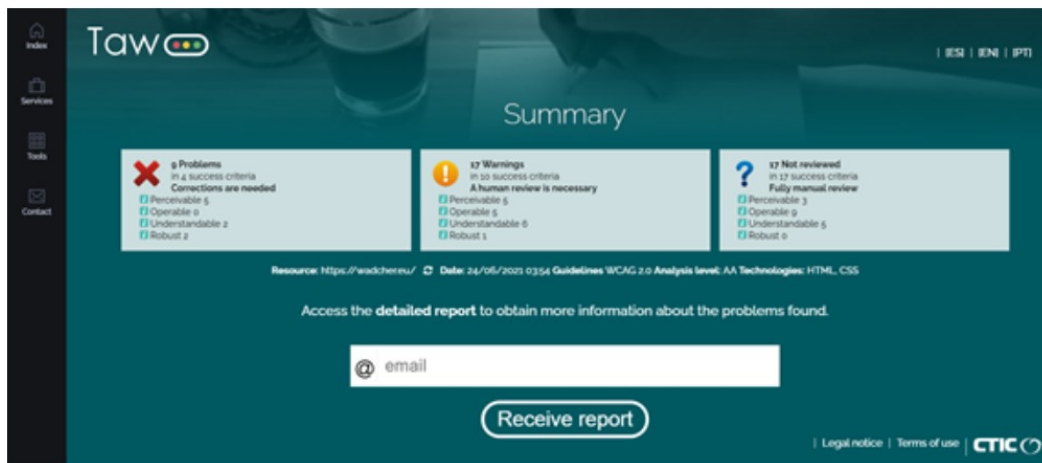 Index
Services
Tools
Contact
Taw
| [ES] | [EN] | [PT]
Summary
9 Problems
in 4 success criteria
Corrections are needed
Perceivable 5
Operable 0
Understandable 2
Robust 2
17 Warnings
in 10 success criteria
A human review is necessary
Perceivable 5
Operable 5
Understandable 6
Robust 1
17 Not reviewed
in 17 success criteria
Fully manual review
Perceivable 3
Operable 9
Understandable 5
Robust 0
Resource: https://wadcher.eu/ Date: 24/06/2021 03:54 Guidelines WCAG 2.0 Analysis level: AA Technologies: HTML, CSS
Access the detailed report to obtain more information about the problems found.
@ email
Receive report
| Legal notice | Terms of use | CTIC